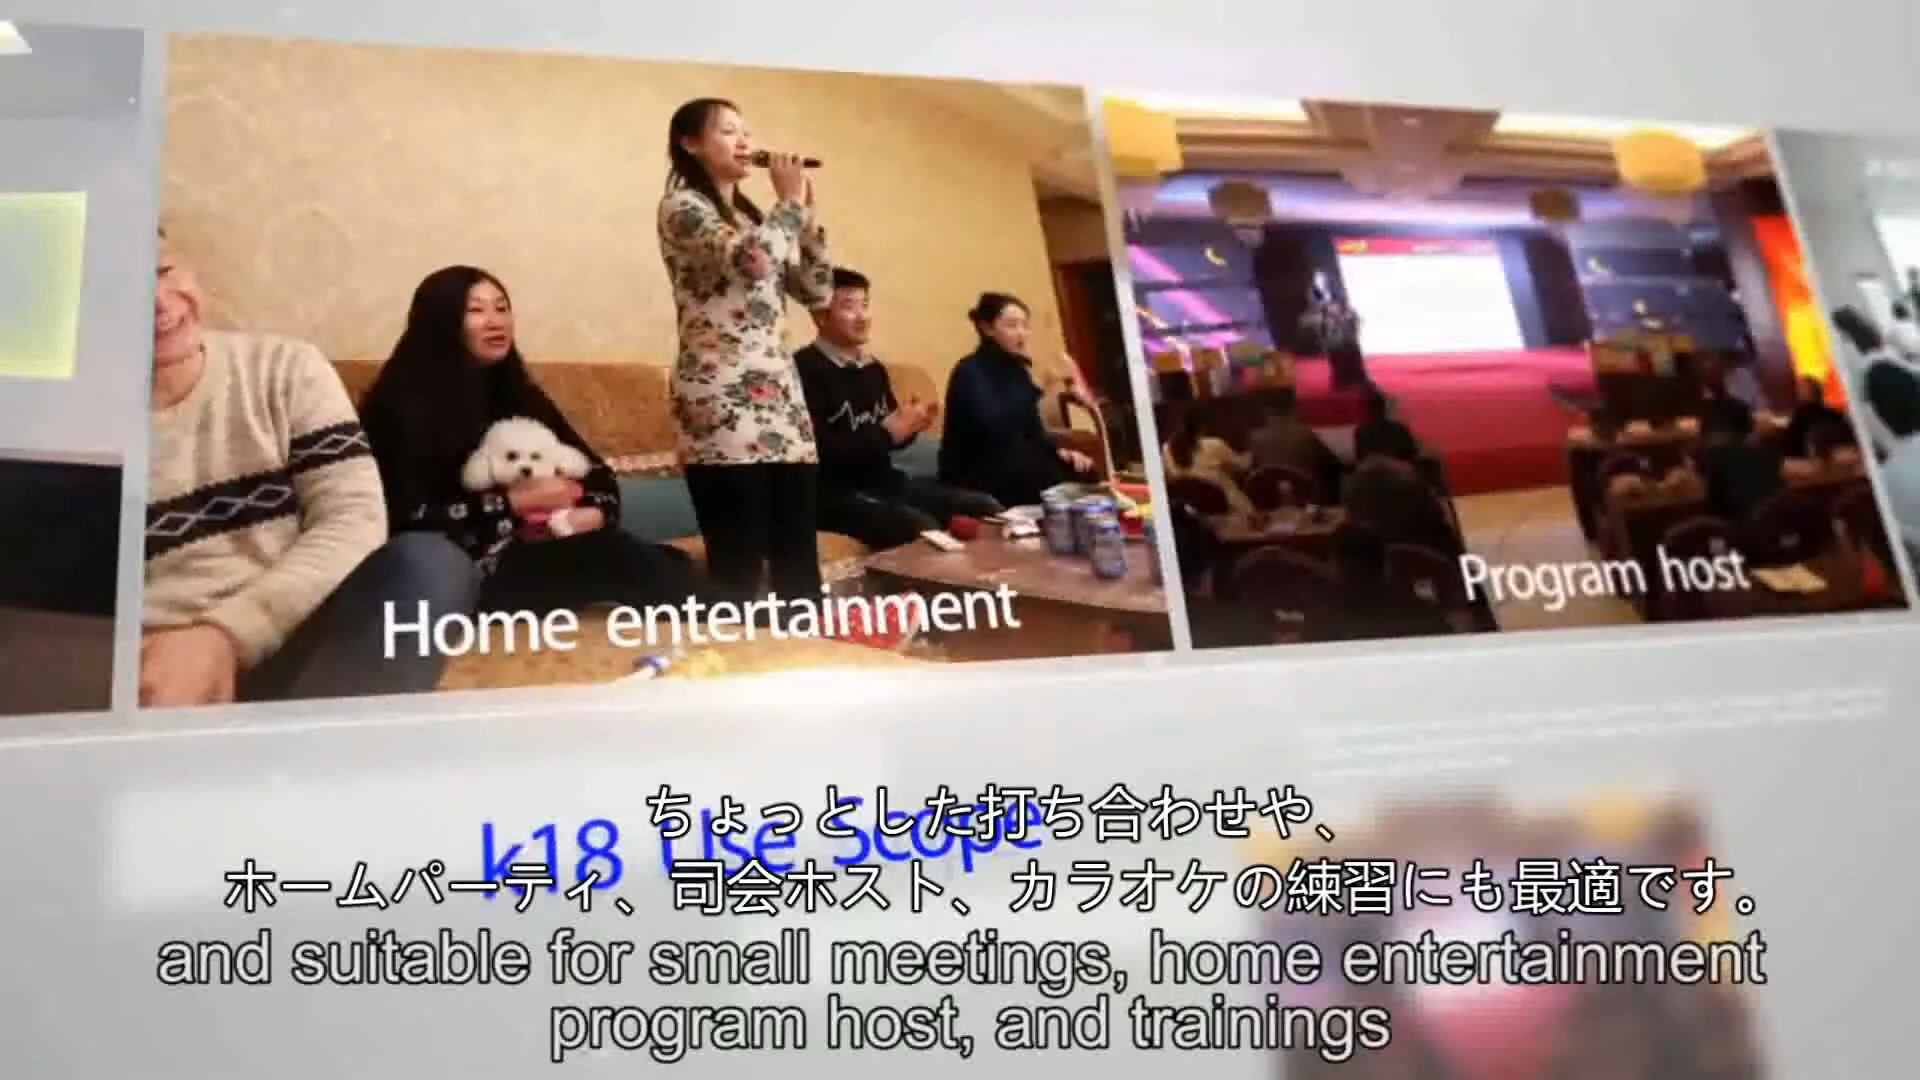 Home entertainment
Program host
k18 Use Scope
ちょっとした打ち合わせや、
ホームパーティ、司会ホスト、カラオケの練習にも最適です。
and suitable for small meetings, home entertainment
program host, and trainings